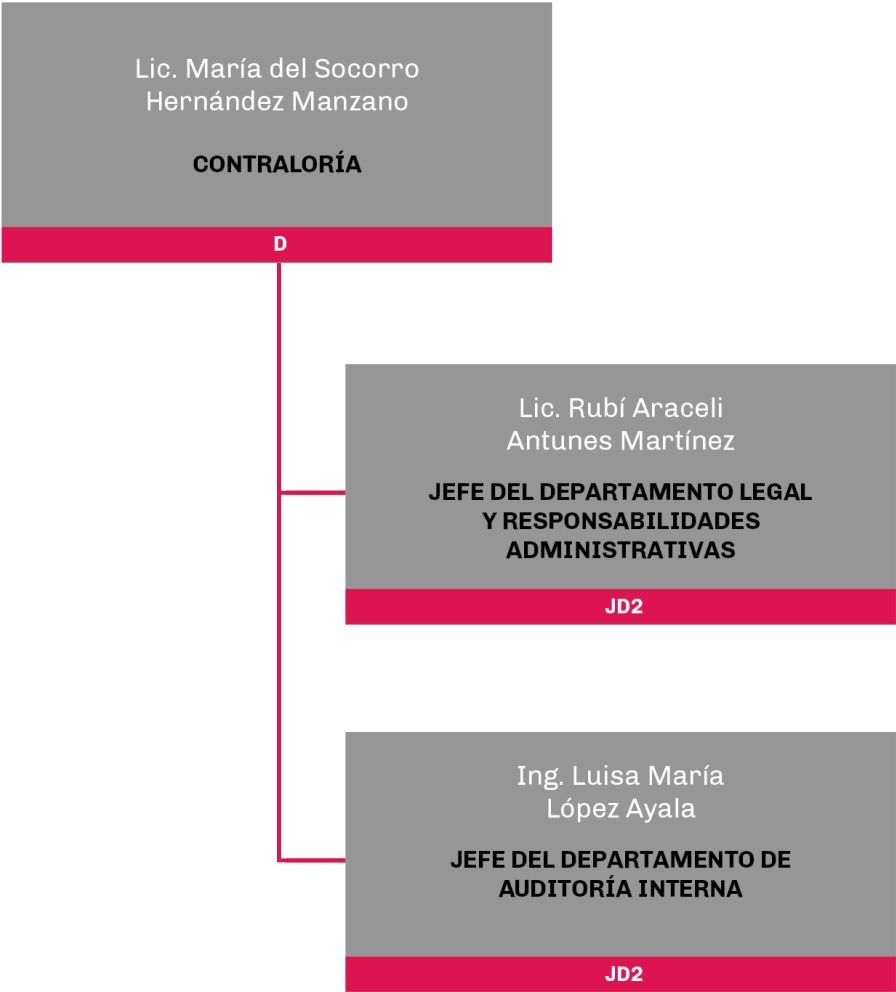 Lic. María del Socorro
Hernández Manzano
CONTRALORÍA
D
Lic. Rubí Araceli
Antunes Martínez
JEFE DEL DEPARTAMENTO LEGAL
Y RESPONSABILIDADES
ADMINISTRATIVAS
JD2
Ing. Luisa María
López Ayala
JEFE DEL DEPARTAMENTO DE
AUDITORÍA INTERNA
JD2